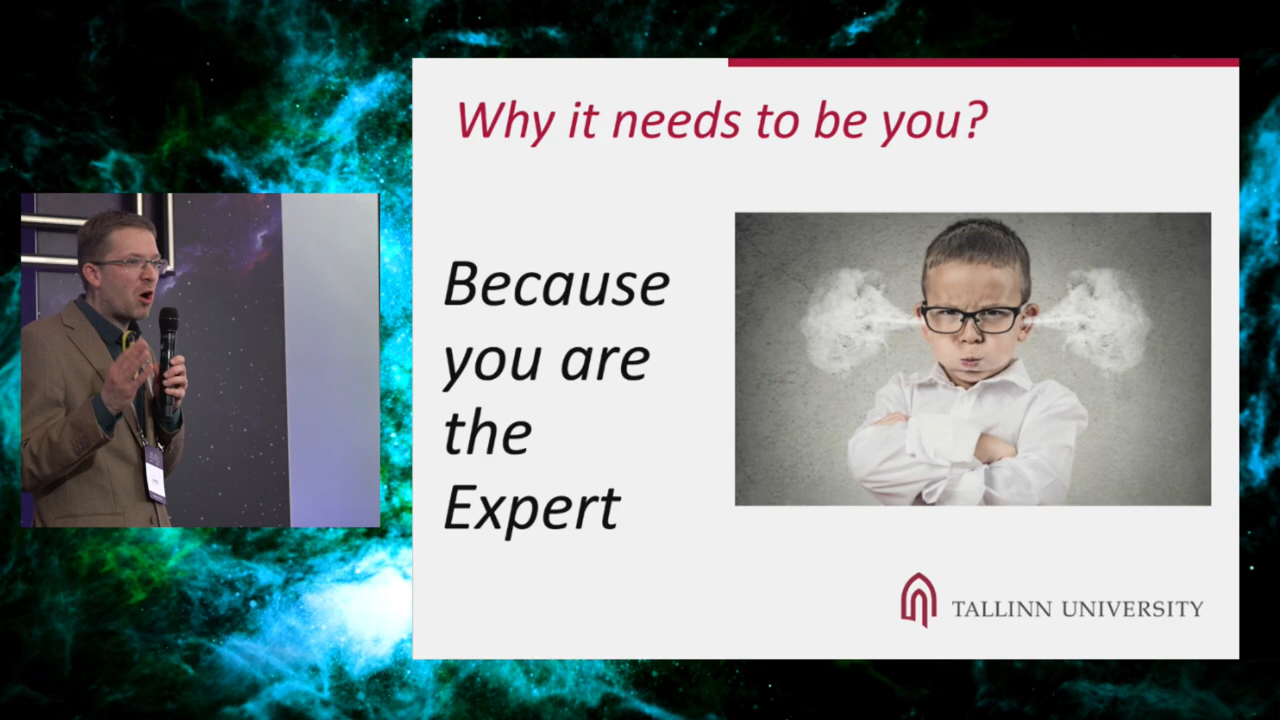 Why it needs to be you?
Because
you are
the
Expert
TALLINN UNIVERSITY